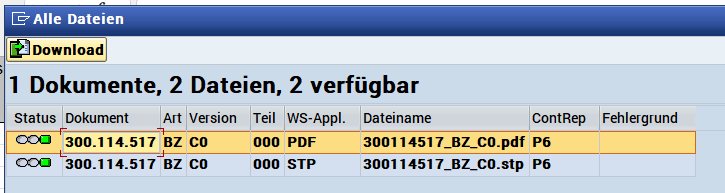 Alle Dateien
Download
1 Dokumente, 2 Dateien, 2 verfügbar
Status Dokument Art Version Teil WS-Appl. Dateiname ContRep Fehlergrund
300.114.517 BZ C0 000 PDF 300114517_BZ_C0.pdf P6
300.114.517 BZ C0 000 STP 300114517_BZ_C0.stp P6